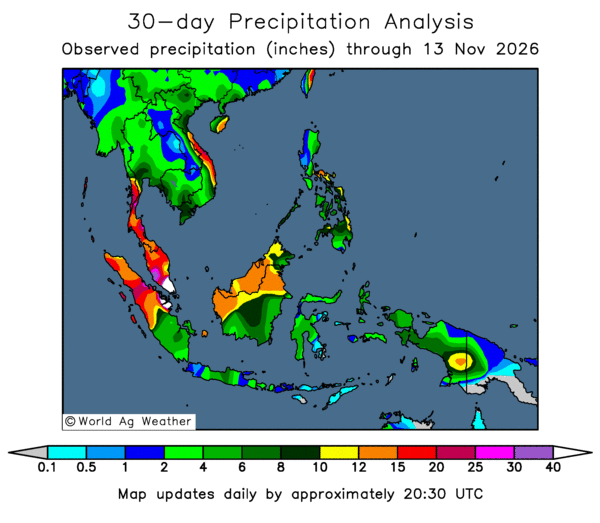 30-day Precipitation Analysis
Observed precipitation (inches) through 13 Nov 2026
©World Ag Weather
0.1 0.5 1 2 4 6 8 10 12 15 20 25 30 40
Map updates daily by approximately 20:30 UTC